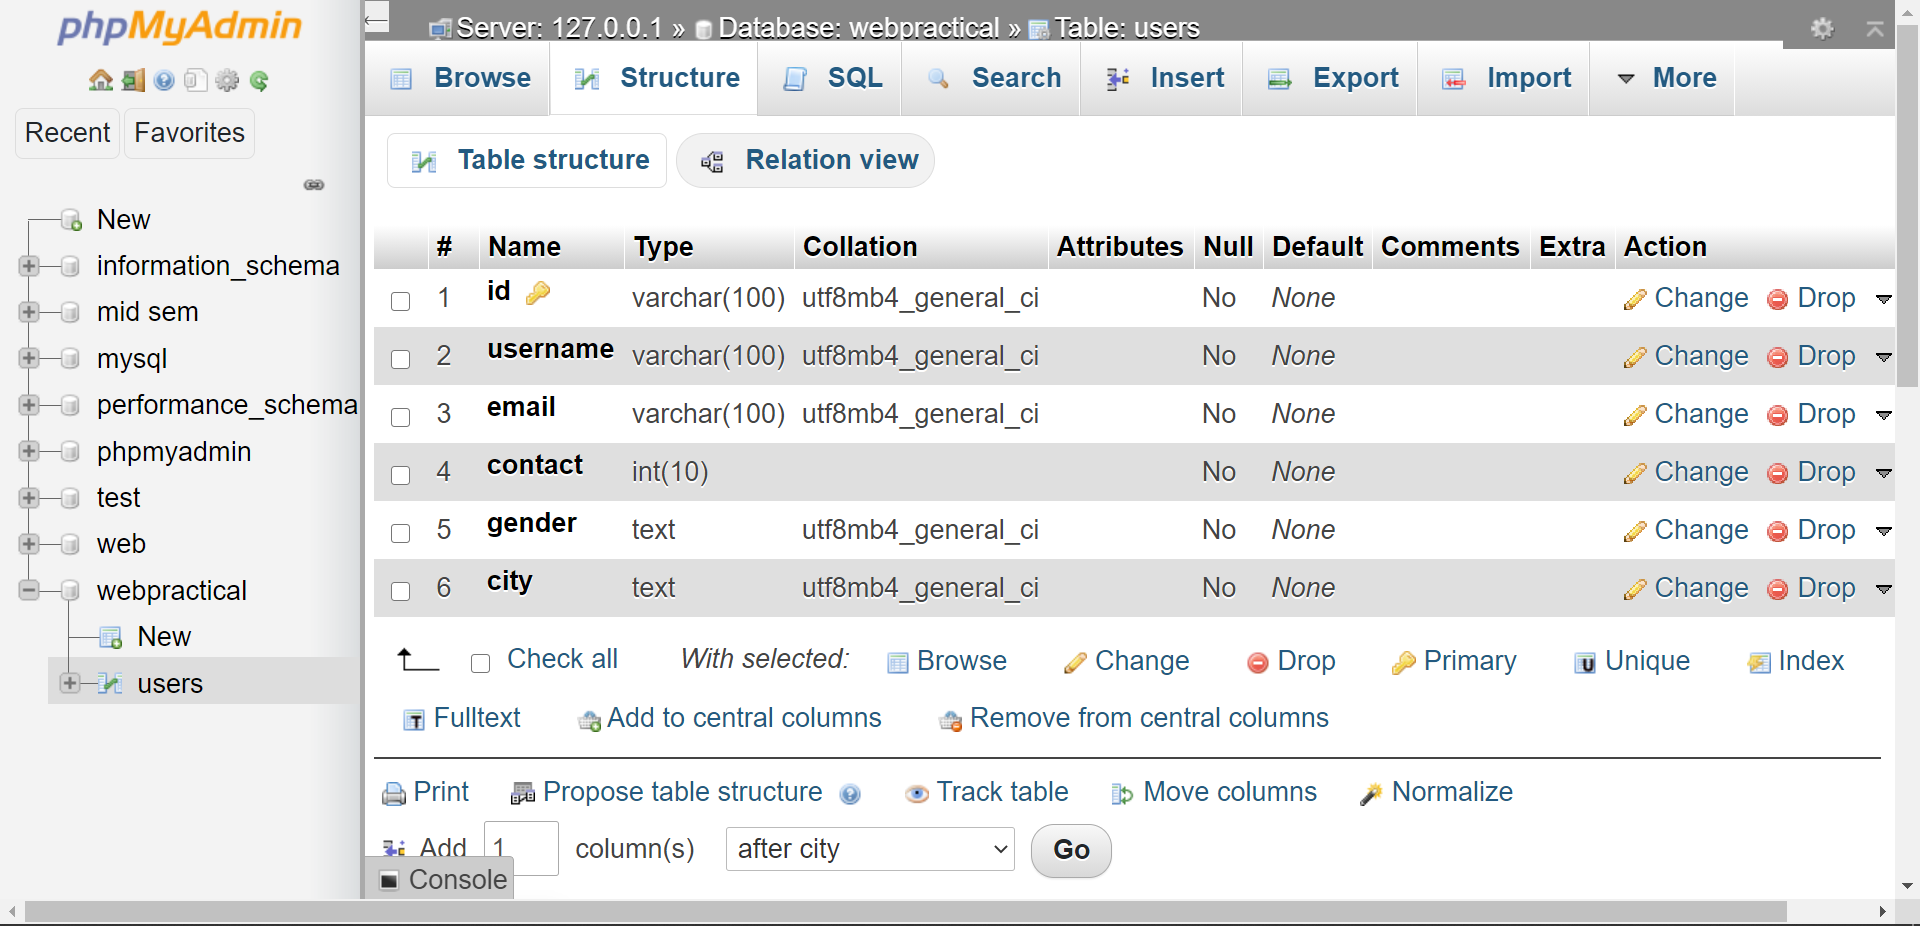 phpMyAdmin
Recent Favorites
New
information_schema
mid sem
mysql
performance_schema
phpmyadmin
test
web
webpractical
New
users
Server: 127.0.0.1 » Database: webpractical » Table: users
Browse Structure SQL Search Insert Export Import More
Table structure Relation view
# Name Type Collation Attributes Null Default Comments Extra Action
1 id varchar(100) utf8mb4_general_ci No None Change Drop
2 username varchar(100) utf8mb4_general_ci No None Change Drop
3 email varchar(100) utf8mb4_general_ci No None Change Drop
4 contact int(10) No None Change Drop
5 gender text utf8mb4_general_ci No None Change Drop
6 city text utf8mb4_general_ci No None Change Drop
Check all With selected: Browse Change Drop Primary Unique Index
Fulltext Add to central columns Remove from central columns
Print Propose table structure Track table Move columns Normalize
Add 1 column(s) after city Go
Console